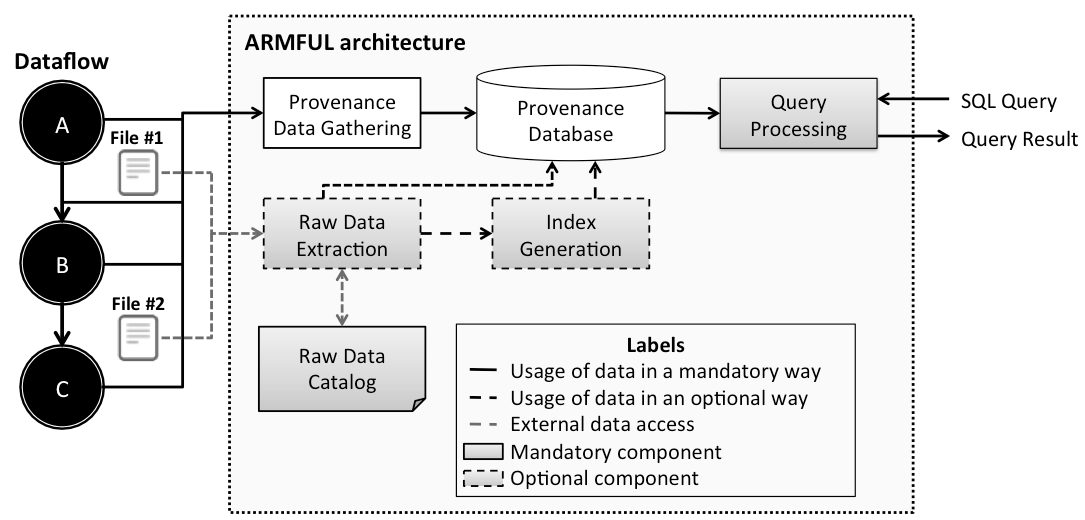 ARMFUL architecture
Dataflow
A
File #1
B
File #2
C
Provenance
Data Gathering
Provenance
Database
Query
Processing
SQL Query
Query Result
Raw Data
Extraction
Index
Generation
Raw Data
Catalog
Labels
Usage of data in a mandatory way
Usage of data in an optional way
External data access
Mandatory component
Optional component